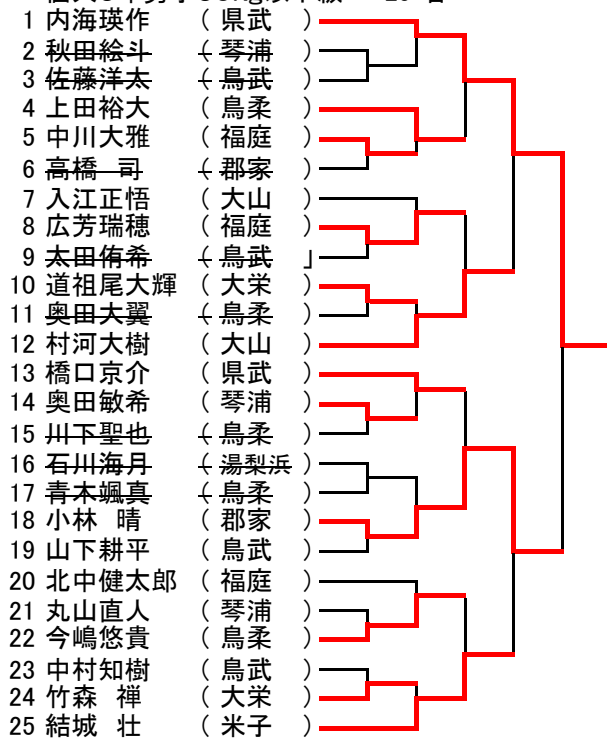 1 内海瑛作 ( 県武 )
2 秋田絵斗 ( 琴浦 )
3 佐藤洋太 ( 鳥武 )
4 上田裕大 ( 鳥柔 )
5 中川大雅 ( 福庭 )
6 高橋 司 ( 郡家 )
7 入江正悟 ( 大山 )
8 広芳瑞穂 ( 福庭 )
9 太田侑希 ( 鳥武 」
10 道祖尾大輝 ( 大栄 )
11 奥田大翼 ( 鳥柔 )
12 村河大樹 ( 大山 )
13 橋口京介 ( 県武 )
14 奥田敏希 ( 琴浦 )
15 川下聖也 ( 鳥柔 )
16 石川海月 ( 湯梨浜 )
17 青木颯真 ( 鳥柔 )
18 小林 晴 ( 郡家 )
19 山下耕平 ( 鳥武 )
20 北中健太郎 ( 福庭 )
21 丸山直人 ( 琴浦 )
22 今嶋悠貴 ( 鳥柔 )
23 中村知樹 ( 鳥武 )
24 竹森 禅 ( 大栄 )
25 結城 壮 ( 米子 )